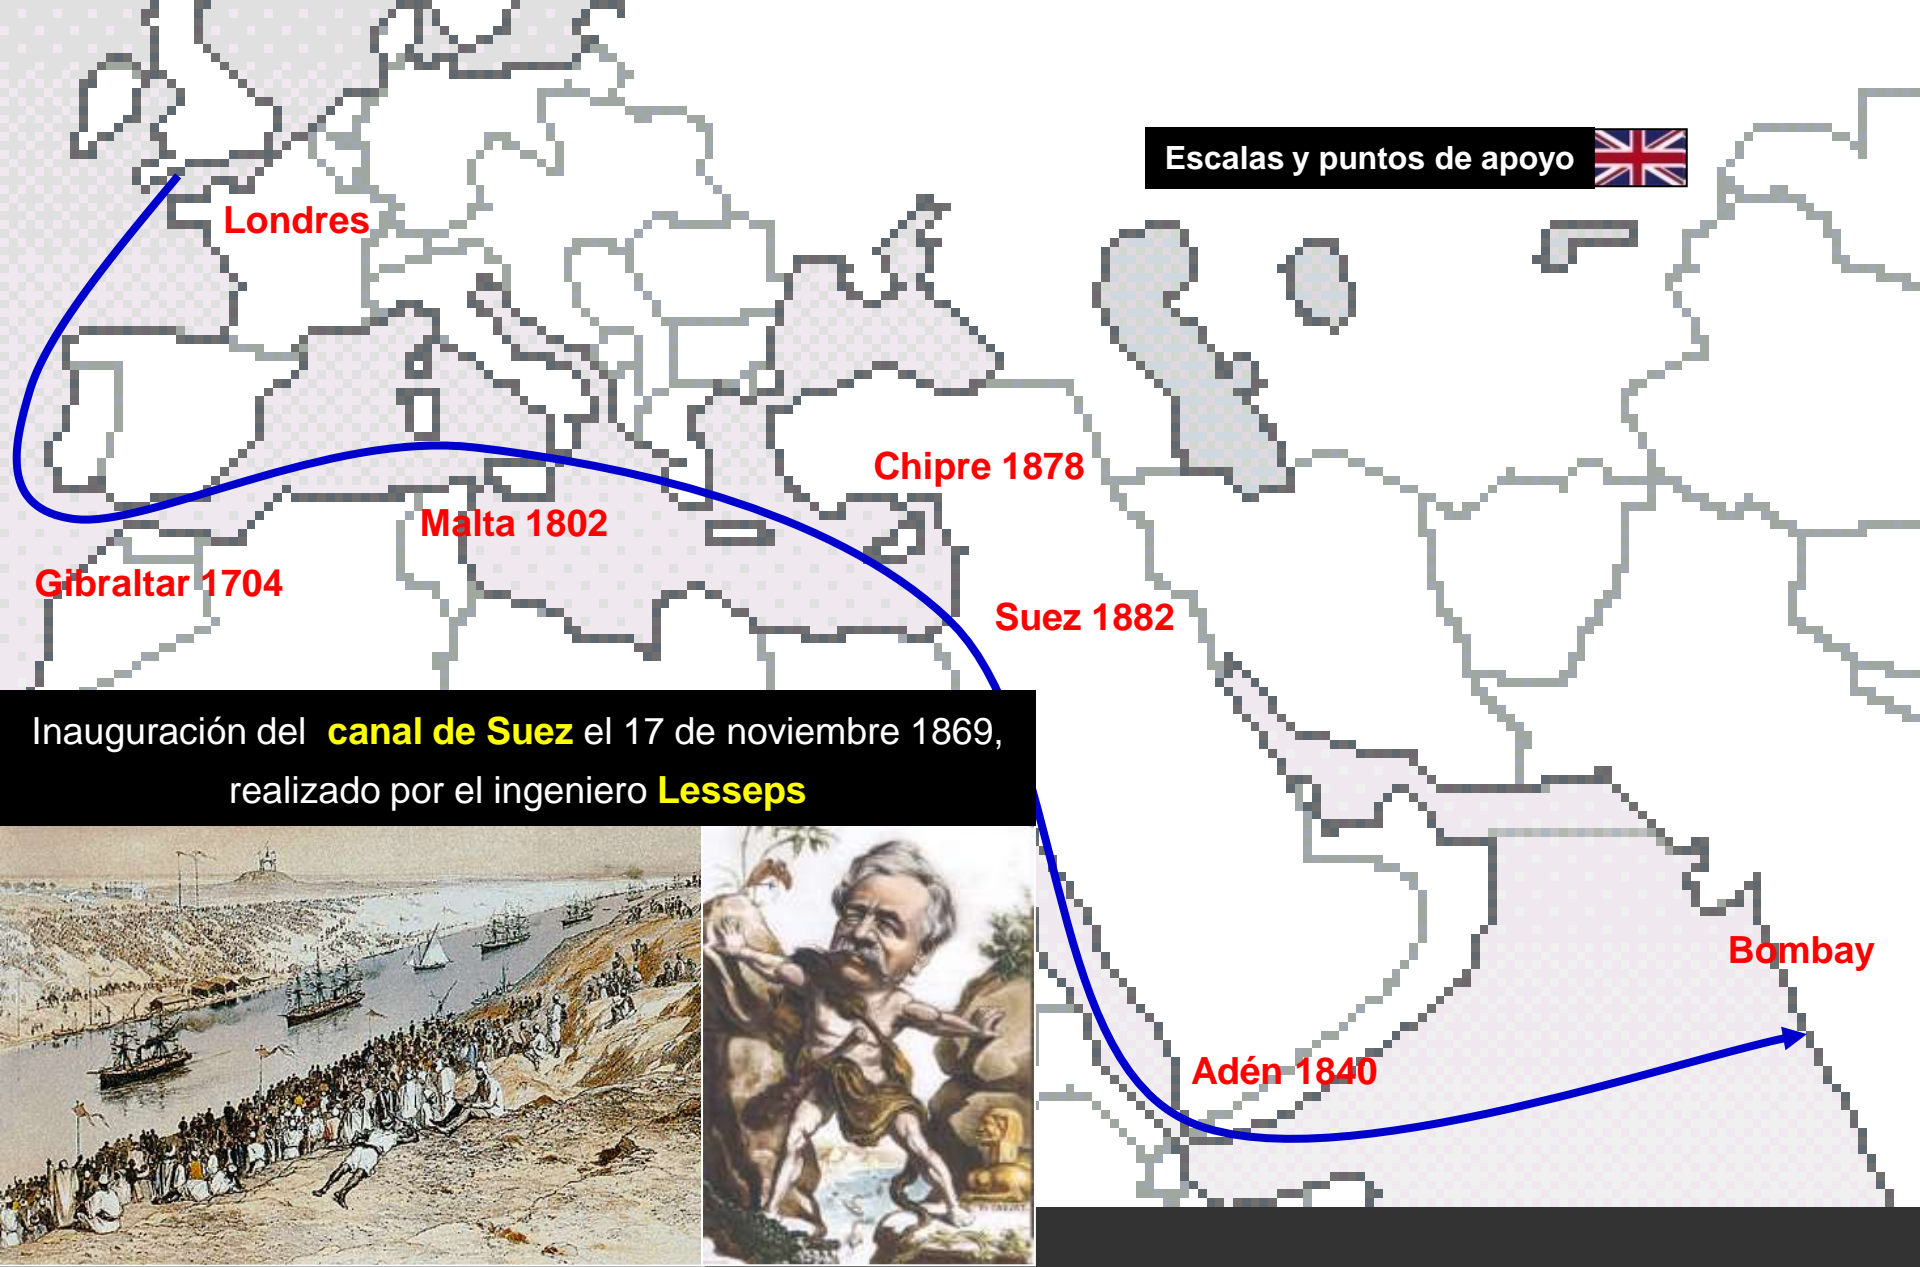 Escalas y puntos de apoyo
Londres
Chipre 1878
Malta 1802
Gibraltar 1704
Suez 1882
Inauguración del canal de Suez el 17 de noviembre 1869,
realizado por el ingeniero Lesseps
Bombay
Adén 1840